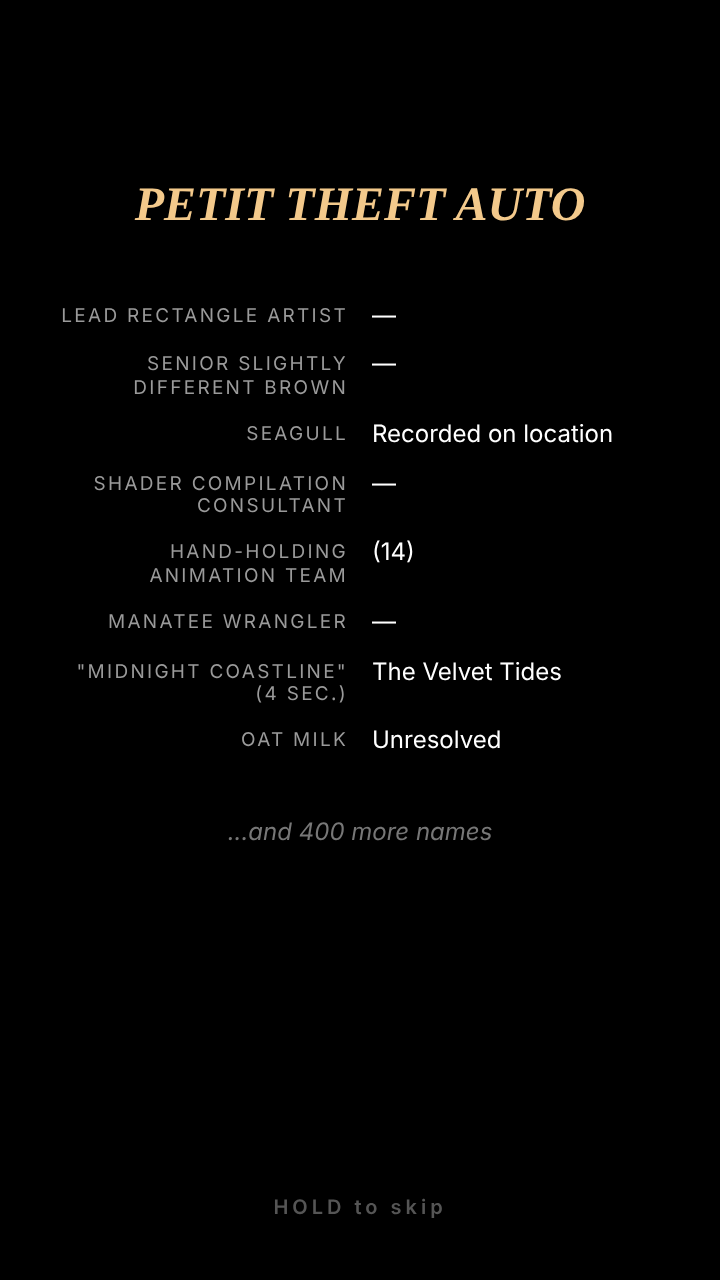 PETIT THEFT AUTO
LEAD RECTANGLE ARTIST —
SENIOR SLIGHTLY —
DIFFERENT BROWN
SEAGULL Recorded on location
SHADER COMPILATION —
CONSULTANT
HAND-HOLDING (14)
ANIMATION TEAM
MANATEE WRANGLER —
"MIDNIGHT COASTLINE" The Velvet Tides
(4 SEC.)
OAT MILK Unresolved
...and 400 more names
HOLD to skip